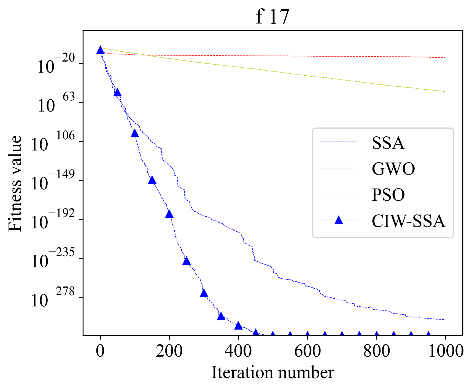 f 17
Fitness value
10⁻²⁰
10⁻⁶³
10⁻¹⁰⁶
10⁻¹⁴⁹
10⁻¹⁹²
10⁻²³⁵
10⁻²⁷⁸
SSA
GWO
PSO
CIW-SSA
0 200 400 600 800 1000
Iteration number